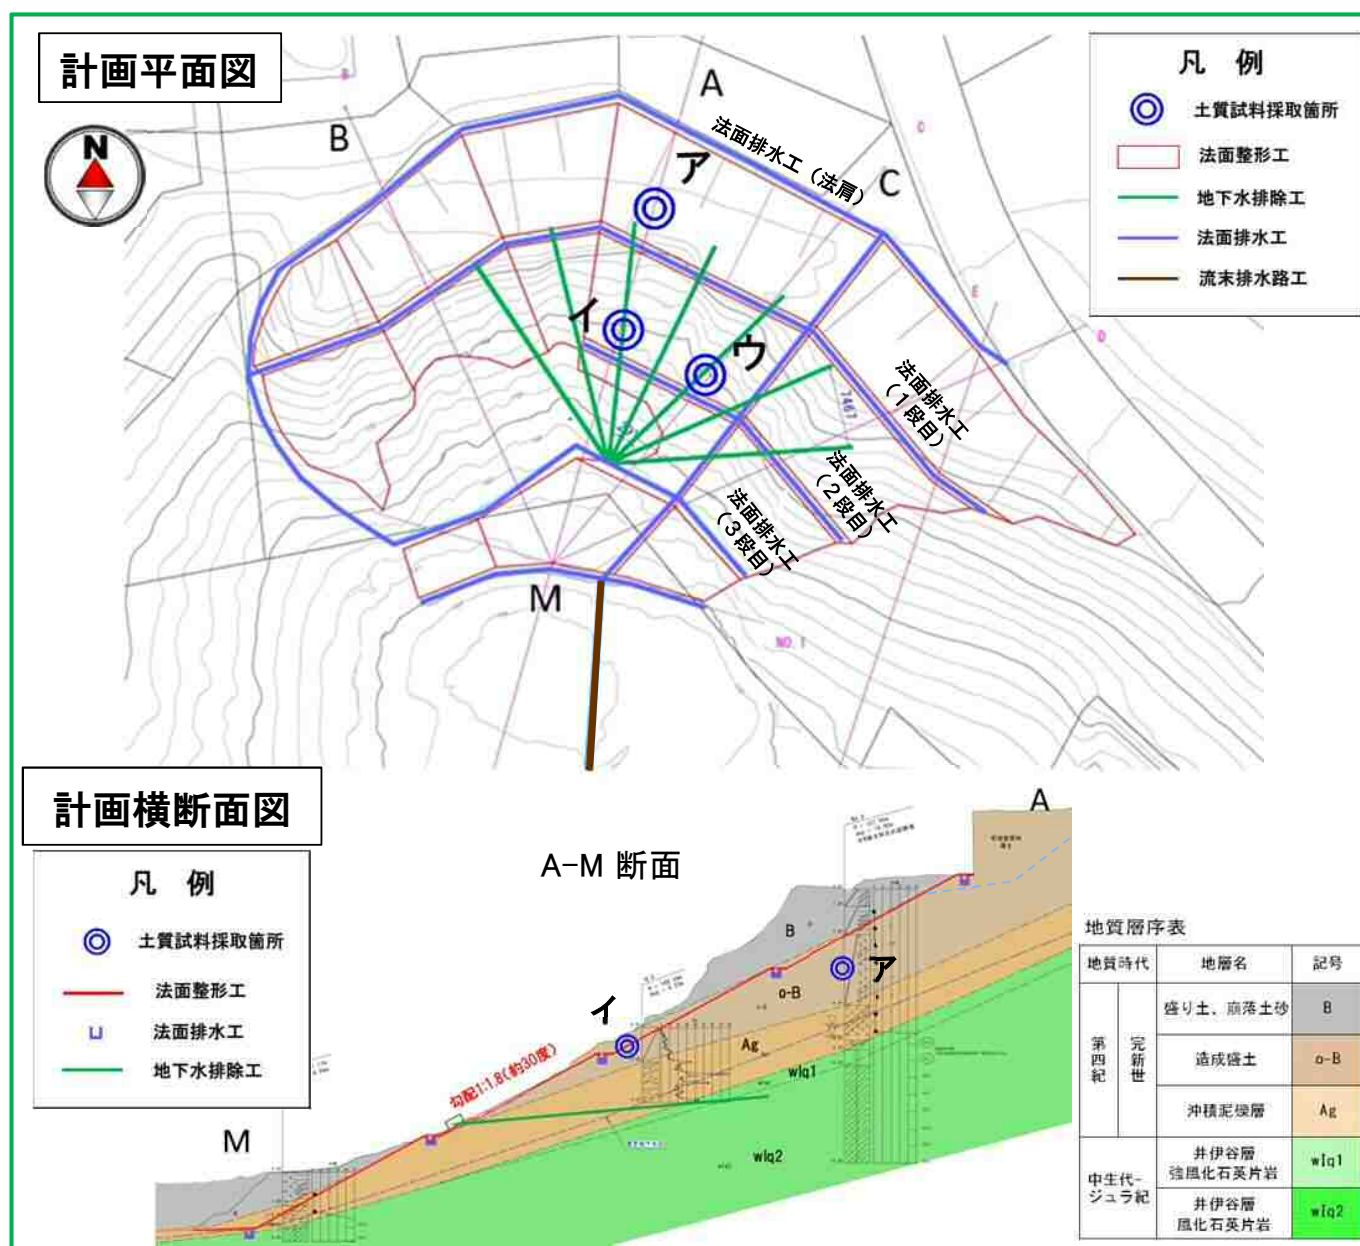 計画平面図
N
B
A
C
ア
イ
ウ
M
法面排水工（法肩）
法面排水工
（1段目）
法面排水工
（2段目）
法面排水工
（3段目）
7467
NO.1
凡 例
土質試料採取箇所
法面整形工
地下水排除工
法面排水工
流末排水路工
計画横断面図
凡 例
土質試料採取箇所
法面整形工
法面排水工
地下水排除工
A-M 断面
A
M
ア
イ
B
o-B
Ag
wlq1
wlq2
勾配1:1.8(約30度)
地質層序表
地質時代 地層名 記号
第四紀 完新世 盛り土、崩落土砂 B
造成盛土 o-B
沖積泥礫層 Ag
中生代-ジュラ紀 井伊谷層
強風化石英片岩 wIq1
井伊谷層
風化石英片岩 wIq2